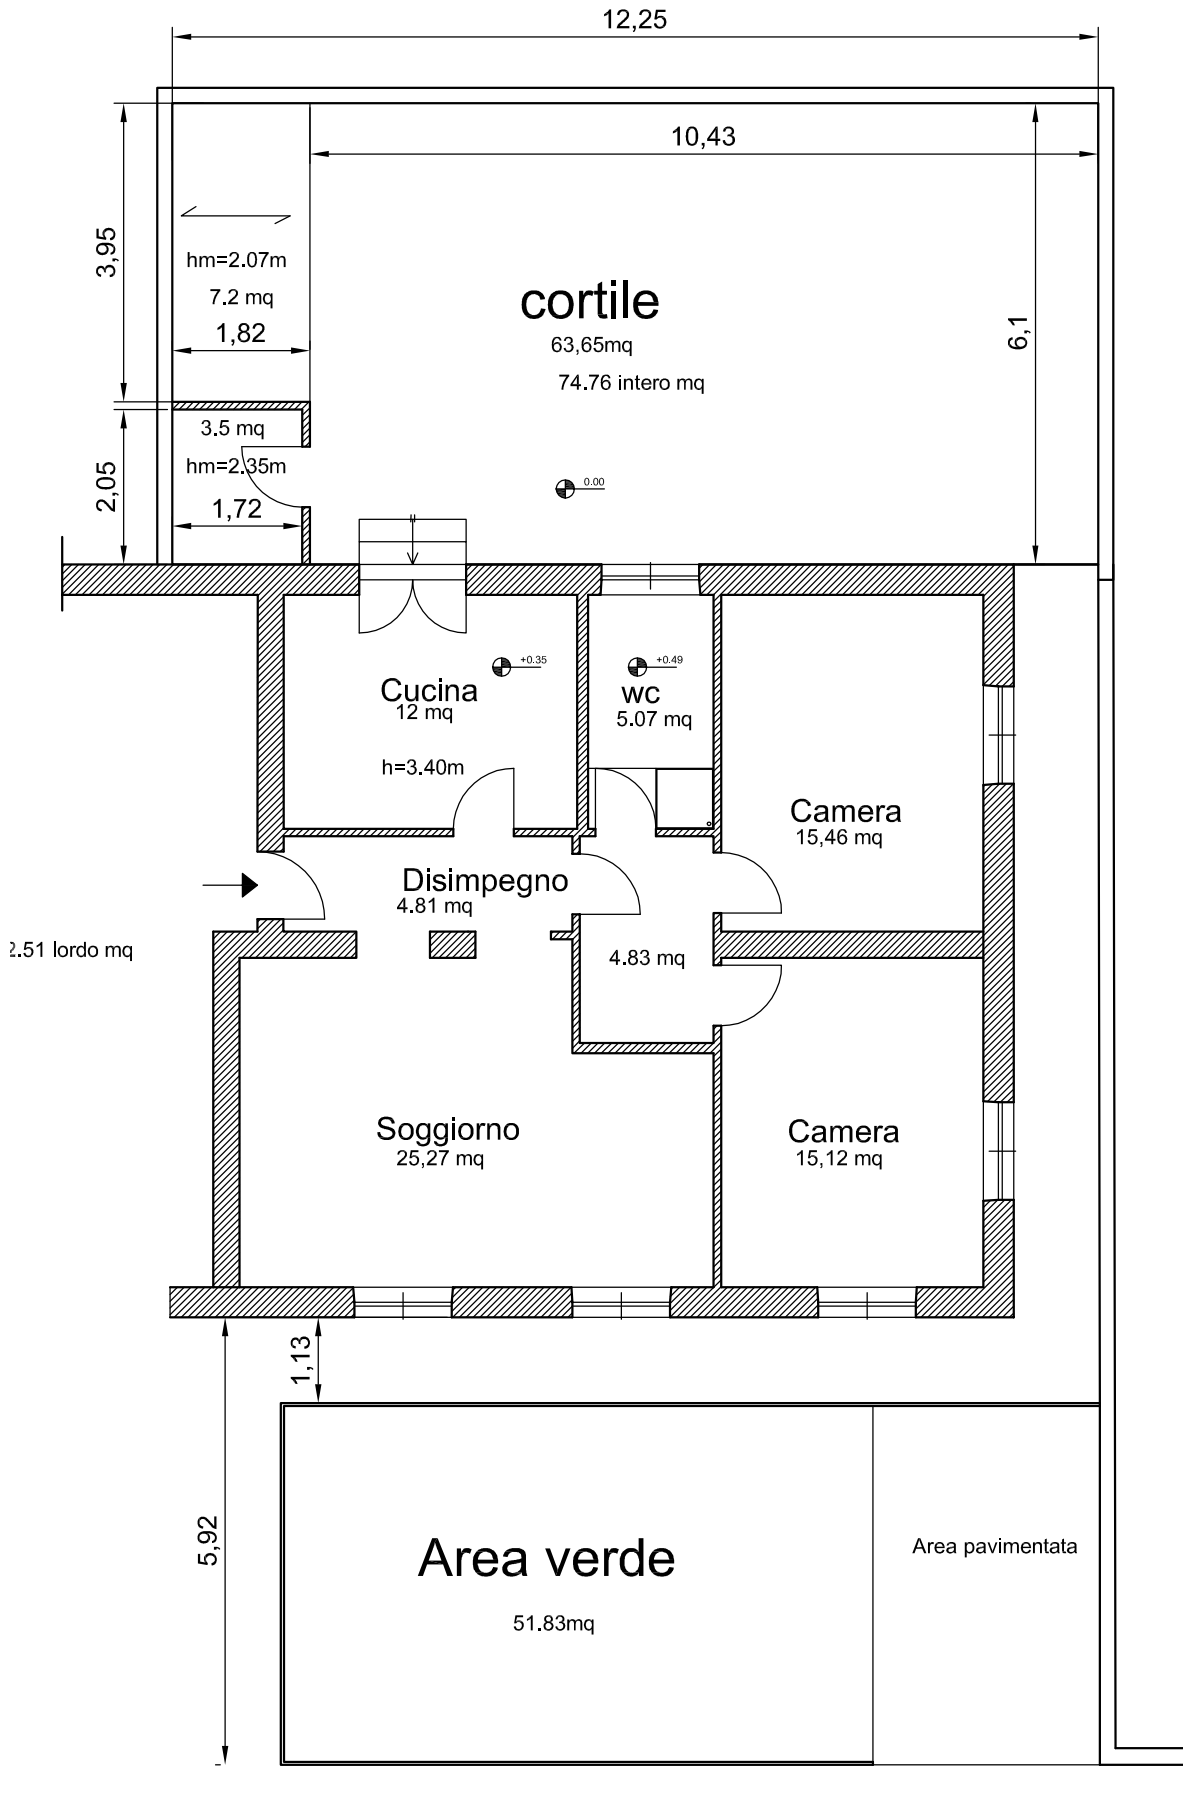 12,25
10,43
3,95
hm=2.07m
7.2 mq
1,82
cortile
63,65mq
74.76 intero mq
6,1
3.5 mq
hm=2.35m
2,05
1,72
0.00
+0.35
+0.49
Cucina
12 mq
h=3.40m
wc
5.07 mq
Camera
15,46 mq
Disimpegno
4.81 mq
2.51 lordo mq
4.83 mq
Soggiorno
25,27 mq
Camera
15,12 mq
1,13
5,92
Area verde
51.83mq
Area pavimentata